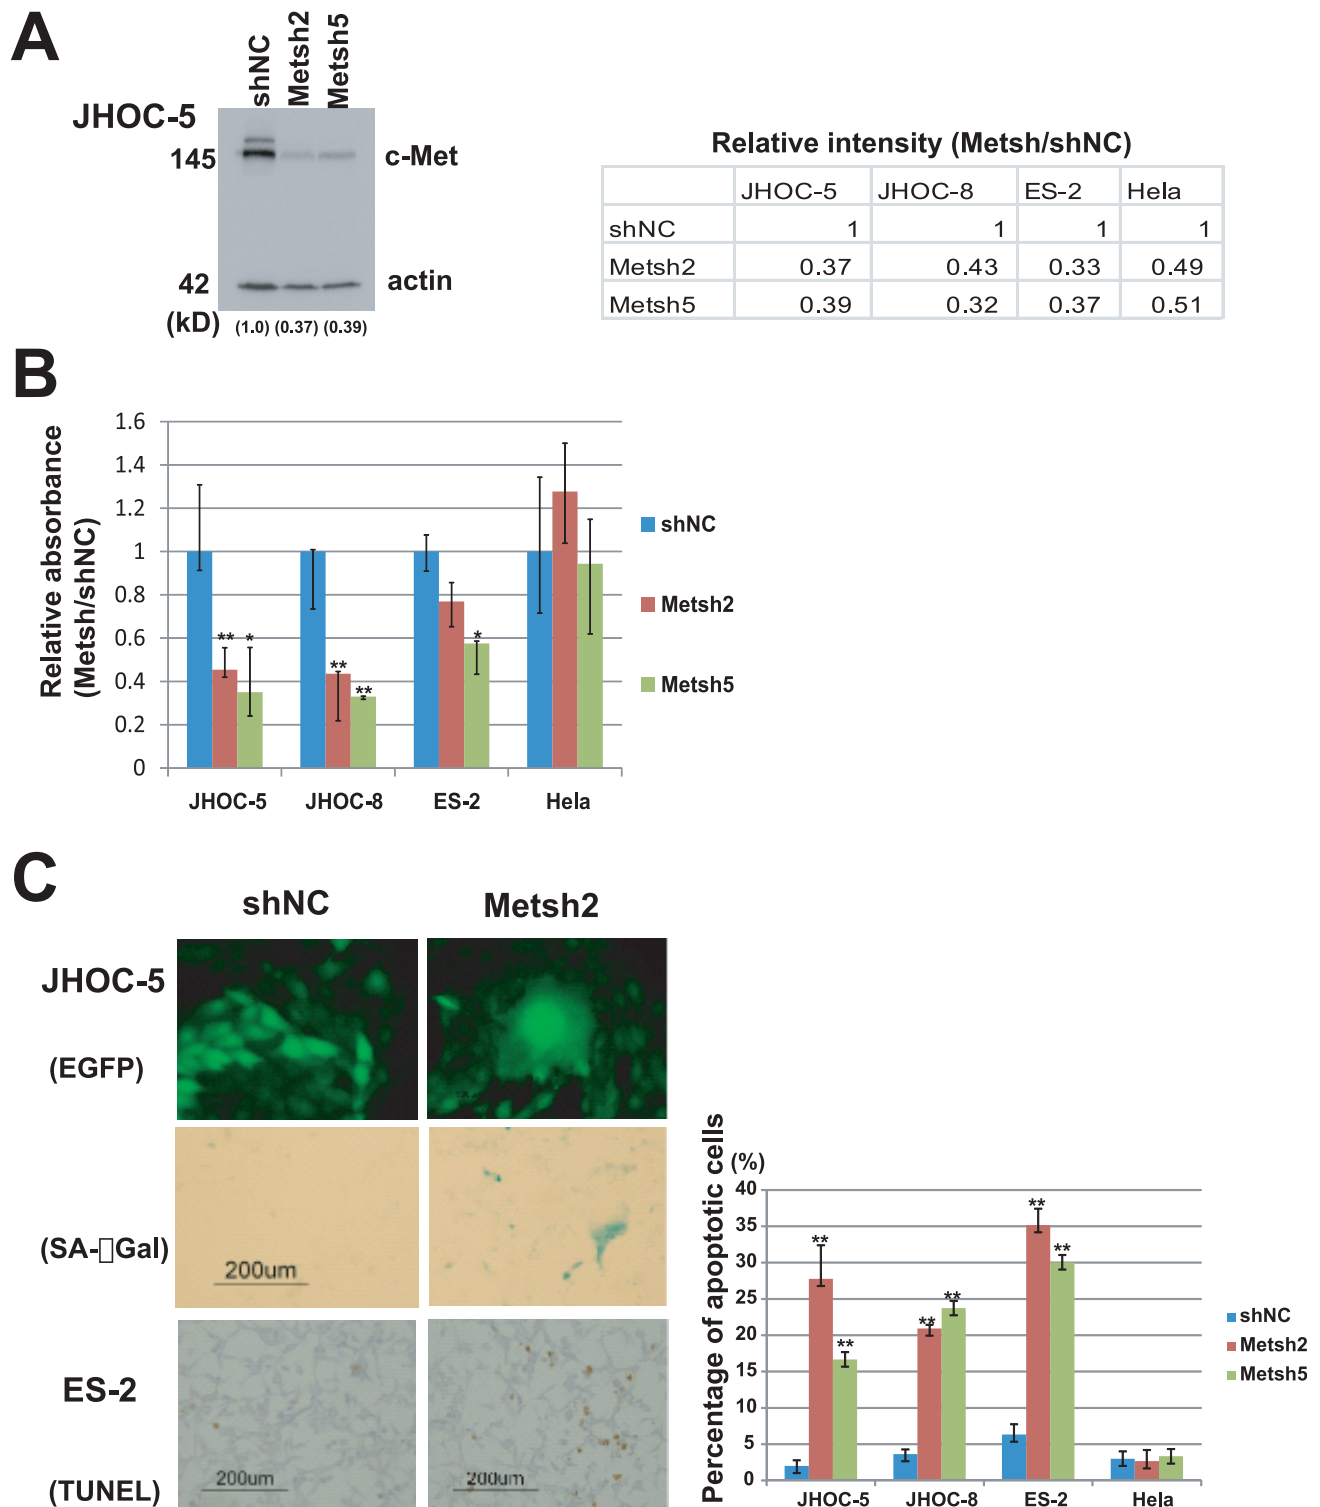 A
shNC
Metsh2
Metsh5
JHOC-5
145
c-Met
42
actin
(kD)
(1.0) (0.37) (0.39)
Relative intensity (Metsh/shNC)
JHOC-5 JHOC-8 ES-2 Hela
shNC 1 1 1 1
Metsh2 0.37 0.43 0.33 0.49
Metsh5 0.39 0.32 0.37 0.51
B
Relative absorbance
(Metsh/shNC)
1.6
1.4
1.2
1
0.8
0.6
0.4
0.2
0
** *
** **
*
JHOC-5 JHOC-8 ES-2 Hela
shNC
Metsh2
Metsh5
C
shNC Metsh2
JHOC-5
(EGFP)
(SA-□Gal)
200um
ES-2
(TUNEL)
200um
200um
Percentage of apoptotic cells
(%)
40
35
30
25
20
15
10
5
0
** **
** **
** **
JHOC-5 JHOC-8 ES-2 Hela
shNC
Metsh2
Metsh5